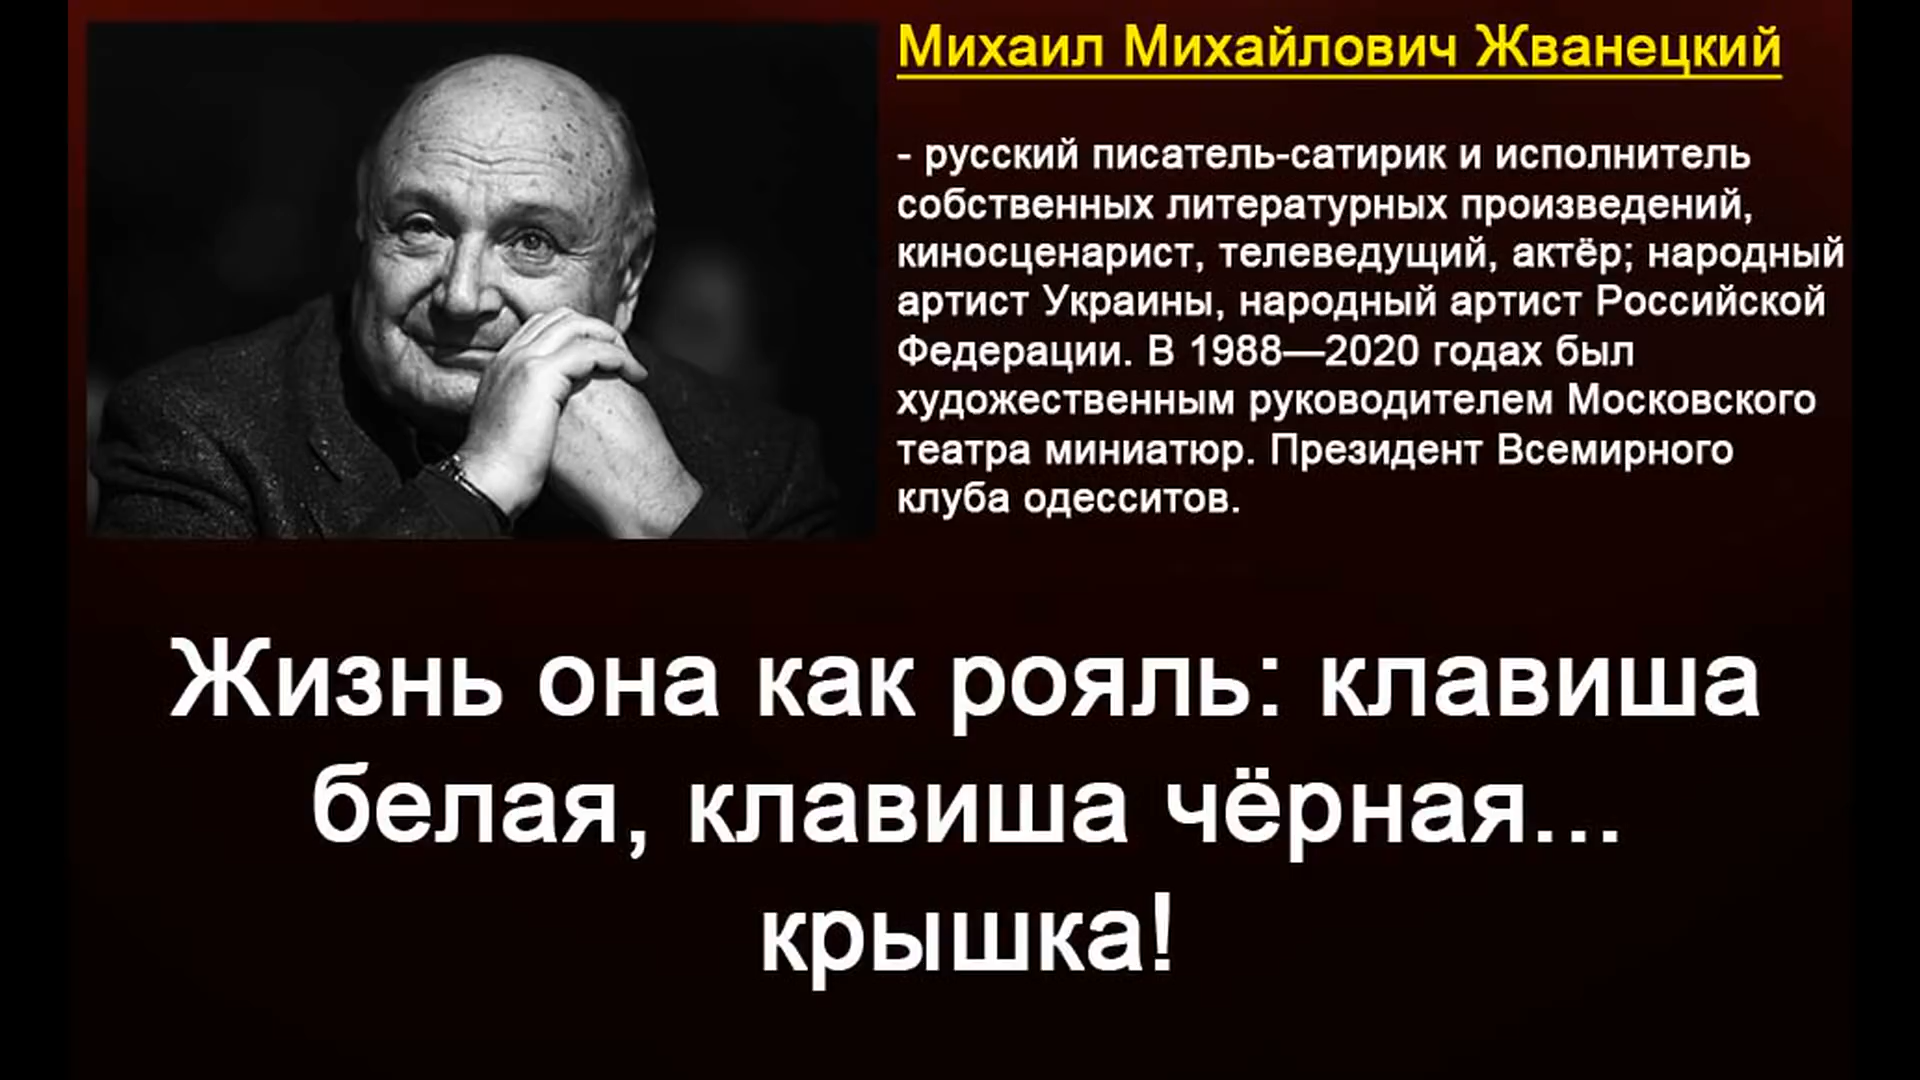 Михаил Михайлович Жванецкий
- русский писатель-сатирик и исполнитель
собственных литературных произведений,
киносценарист, телеведущий, актёр; народный
артист Украины, народный артист Российской
Федерации. В 1988—2020 годах был
художественным руководителем Московского
театра миниатюр. Президент Всемирного
клуба одесситов.
Жизнь она как рояль: клавиша
белая, клавиша чёрная...
крышка!